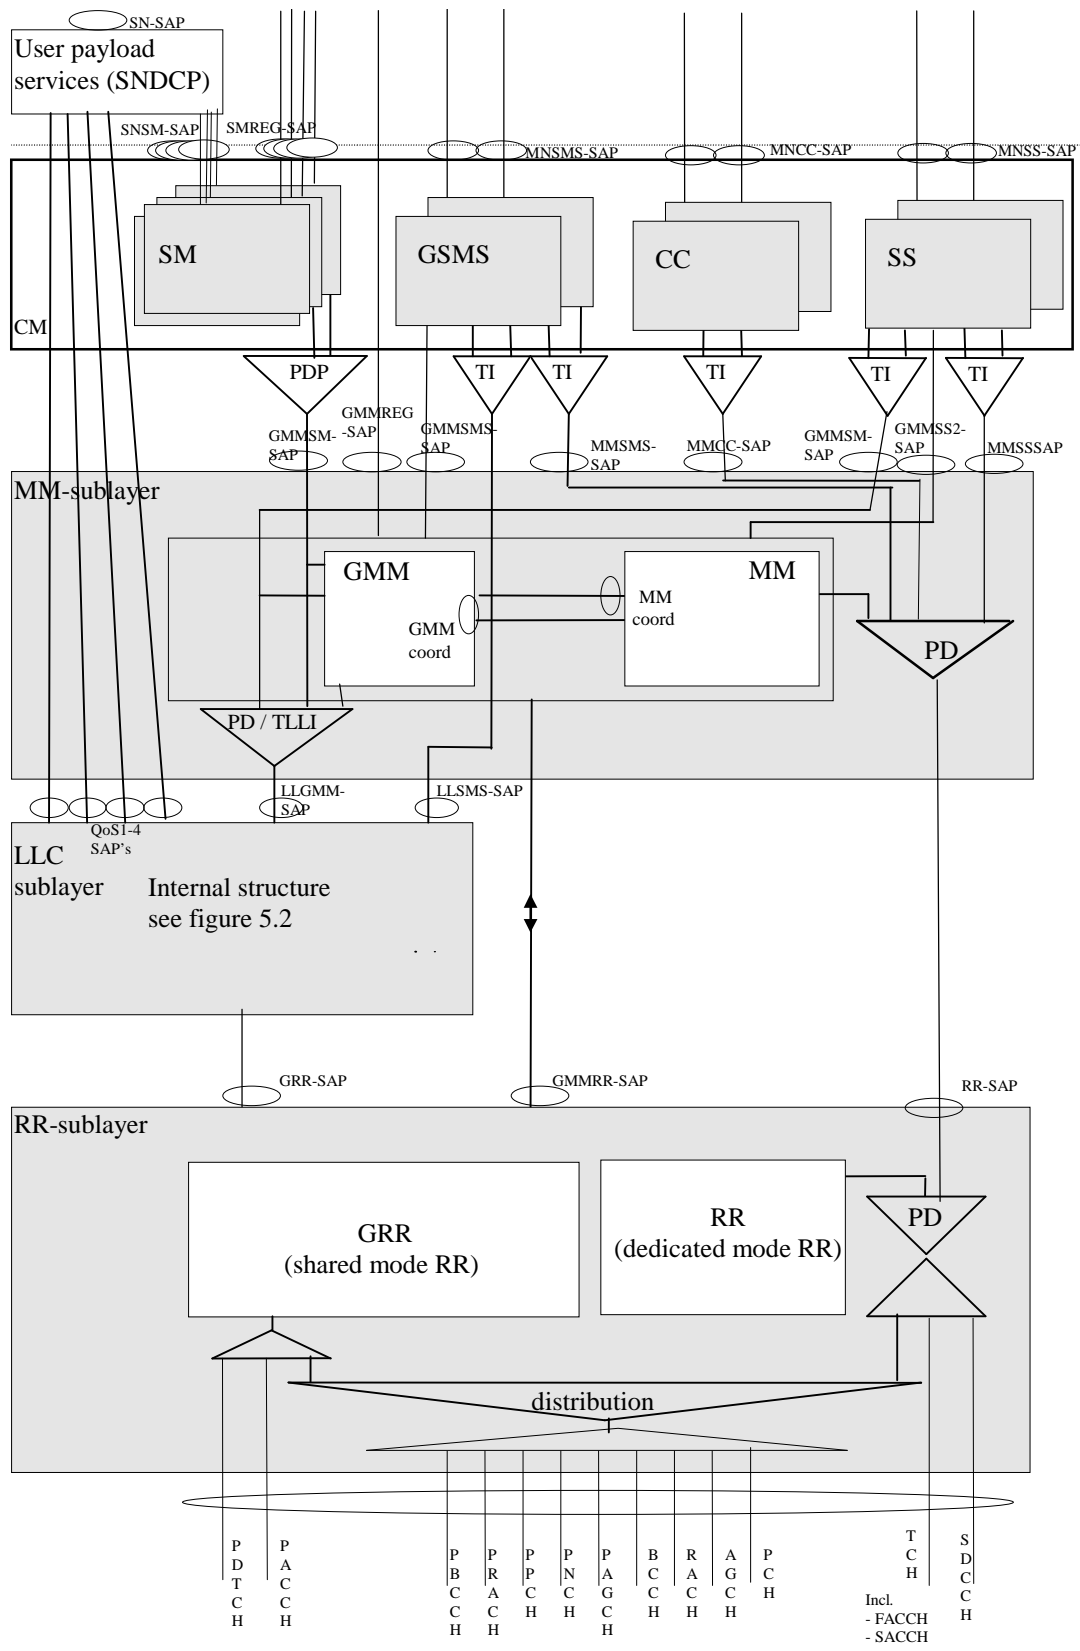 SN-SAP
User payload
services (SNDCP)
SNSM-SAP
SMREG-SAP
MNSMS-SAP
MNCC-SAP
MNSS-SAP
SM
GSMS
CC
SS
CM
PDP
TI
TI
TI
TI
TI
GMMSM-
SAP
GMMREG
-SAP
GMMSMS-
SAP
MMSMS-
SAP
MMCC-SAP
GMMSM-
SAP
GMMSS2-
SAP
MMSSSAP
MM-sublayer
GMM
MM
GMM
coord
MM
coord
PD
PD / TLLI
LLGMM-
SAP
LLSMS-SAP
QoS1-4
SAP's
LLC
sublayer
Internal structure
see figure 5.2
GRR-SAP
GMMRR-SAP
RR-SAP
RR-sublayer
GRR
(shared mode RR)
RR
(dedicated mode RR)
PD
distribution
PDTCH
PACCH
PBCCH
PRACH
PPCH
PNCH
PAGCH
BCCH
RACH
AGCH
PCH
TCH
Incl.
- FACCH
- SACCH
SDCCH